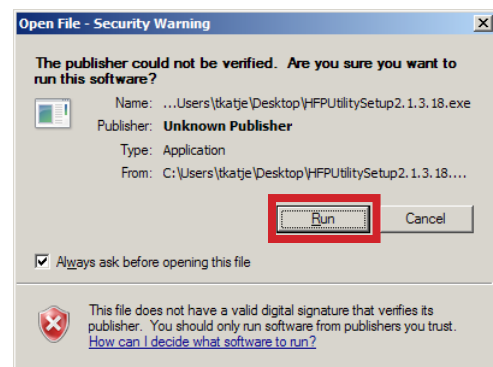 Open File - Security Warning
The publisher could not be verified. Are you sure you want to
run this software?
Name: ...Users\tkatje\Desktop\HFPUtilitySetup2.1.3.18.exe
Publisher: Unknown Publisher
Type: Application
From: C:\Users\tkatje\Desktop\HFPUtilitySetup2.1.3.18....
Run Cancel
Always ask before opening this file
This file does not have a valid digital signature that verifies its
publisher. You should only run software from publishers you trust.
How can I decide what software to run?